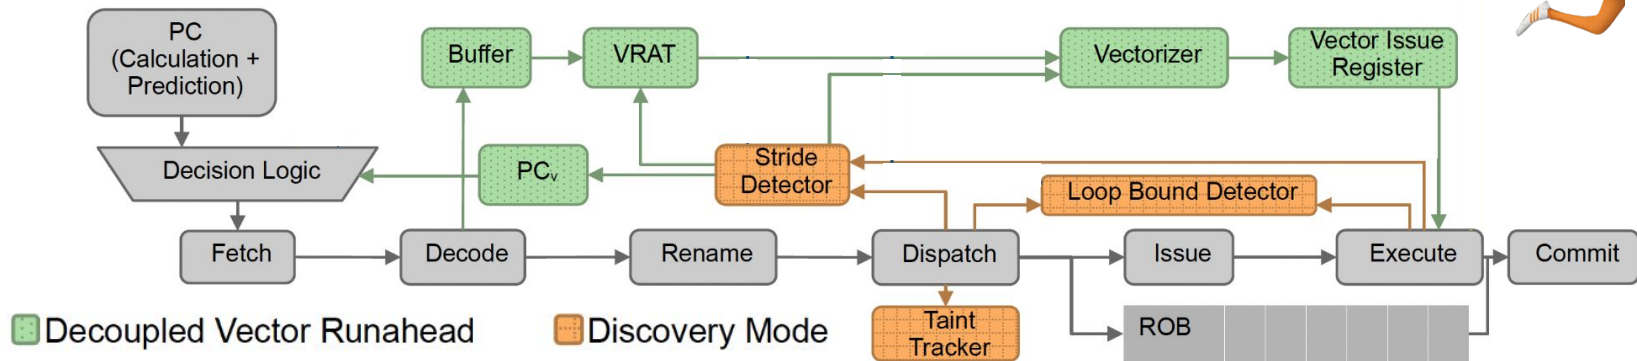 PC
(Calculation +
Prediction)
Buffer
VRAT
Vectorizer
Vector Issue
Register
Decision Logic
PCv
Stride
Detector
Loop Bound Detector
Fetch
Decode
Rename
Dispatch
Issue
Execute
Commit
Decoupled Vector Runahead
Discovery Mode
Taint
Tracker
ROB